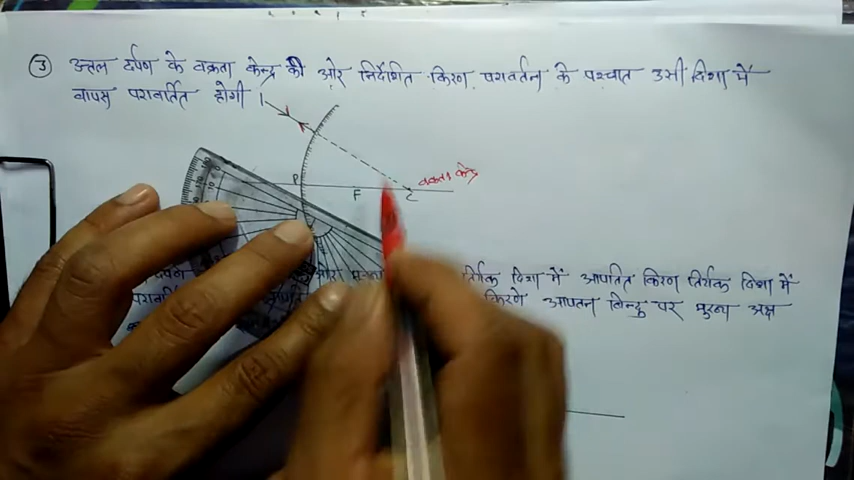 ③ उत्तल दर्पण के वक्रता केन्द्र की ओर निर्देशित किरण परावर्तन के पश्चात उसी दिशा में
वापस परावर्तित होगी ।
वक्रता केन्द्र
P F C
दिशा में आपतित किरण तिर्यक दिशा में
किरणे आपतन बिन्दु पर मुख्य अक्ष